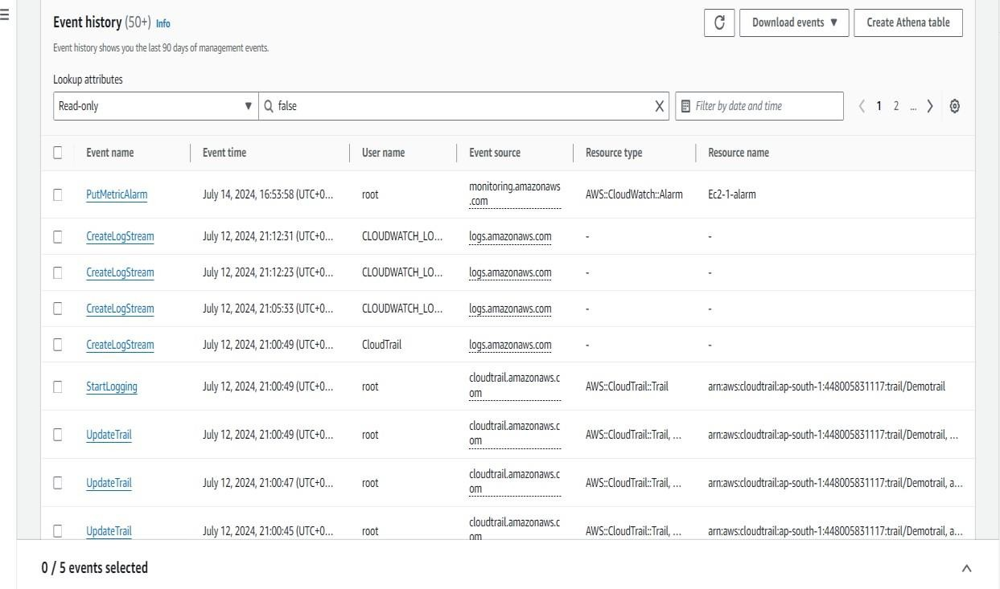 Event history (50+) Info
Download events ▼
Create Athena table
Event history shows you the last 90 days of management events.
Lookup attributes
Read-only ▼ false X Filter by date and time < 1 2 ... >
Event name Event time User name Event source Resource type Resource name
PutMetricAlarm July 14, 2024, 16:53:58 (UTC+0... root monitoring.amazonaws
.com AWS::CloudWatch::Alarm Ec2-1-alarm
CreateLogStream July 12, 2024, 21:12:31 (UTC+0... CLOUDWATCH_LO... logs.amazonaws.com - -
CreateLogStream July 12, 2024, 21:12:23 (UTC+0... CLOUDWATCH_LO... logs.amazonaws.com - -
CreateLogStream July 12, 2024, 21:05:33 (UTC+0... CLOUDWATCH_LO... logs.amazonaws.com - -
CreateLogStream July 12, 2024, 21:00:49 (UTC+0... CloudTrail logs.amazonaws.com - -
StartLogging July 12, 2024, 21:00:49 (UTC+0... root cloudtrail.amazonaws.c
om AWS::CloudTrail::Trail arn:aws:cloudtrail:ap-south-1:448005831117:trail/Demotrail
UpdateTrail July 12, 2024, 21:00:49 (UTC+0... root cloudtrail.amazonaws.c
om AWS::CloudTrail::Trail, ... arn:aws:cloudtrail:ap-south-1:448005831117:trail/Demotrail, ...
UpdateTrail July 12, 2024, 21:00:47 (UTC+0... root cloudtrail.amazonaws.c
om AWS::CloudTrail::Trail, ... arn:aws:cloudtrail:ap-south-1:448005831117:trail/Demotrail, a...
UpdateTrail July 12, 2024, 21:00:45 (UTC+0... root cloudtrail.amazonaws.c
om AWS::CloudTrail::Trail, ... arn:aws:cloudtrail:ap-south-1:448005831117:trail/Demotrail, a...
0 / 5 events selected